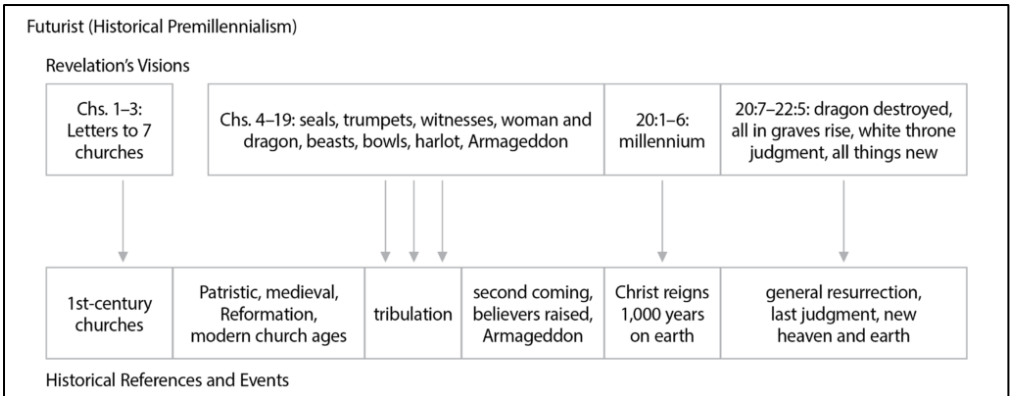 Futurist (Historical Premillennialism)
Revelation’s Visions
Chs. 1–3:
Letters to 7
churches
Chs. 4–19: seals, trumpets, witnesses, woman and
dragon, beasts, bowls, harlot, Armageddon
20:1–6:
millennium
20:7–22:5: dragon destroyed,
all in graves rise, white throne
judgment, all things new
1st-century
churches
Patristic, medieval,
Reformation,
modern church ages
tribulation
second coming,
believers raised,
Armageddon
Christ reigns
1,000 years
on earth
general resurrection,
last judgment, new
heaven and earth
Historical References and Events